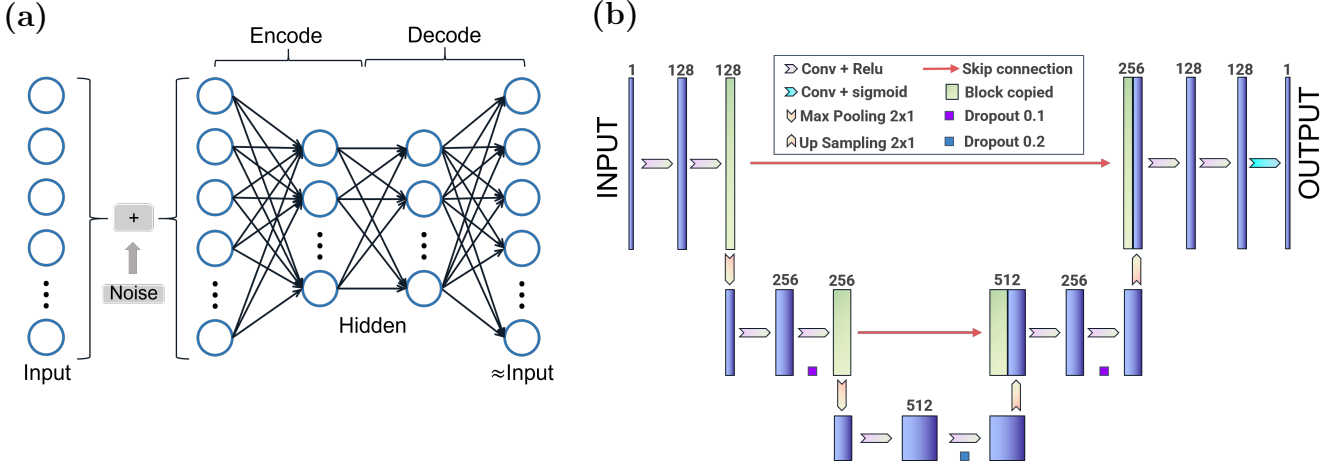 (a)
Encode
Decode
+
Noise
Hidden
Input
≈Input
(b)
1
128
128
256
128
128
1
Conv + Relu
Skip connection
Conv + sigmoid
Block copied
Max Pooling 2x1
Dropout 0.1
Up Sampling 2x1
Dropout 0.2
INPUT
OUTPUT
256
256
512
256
512